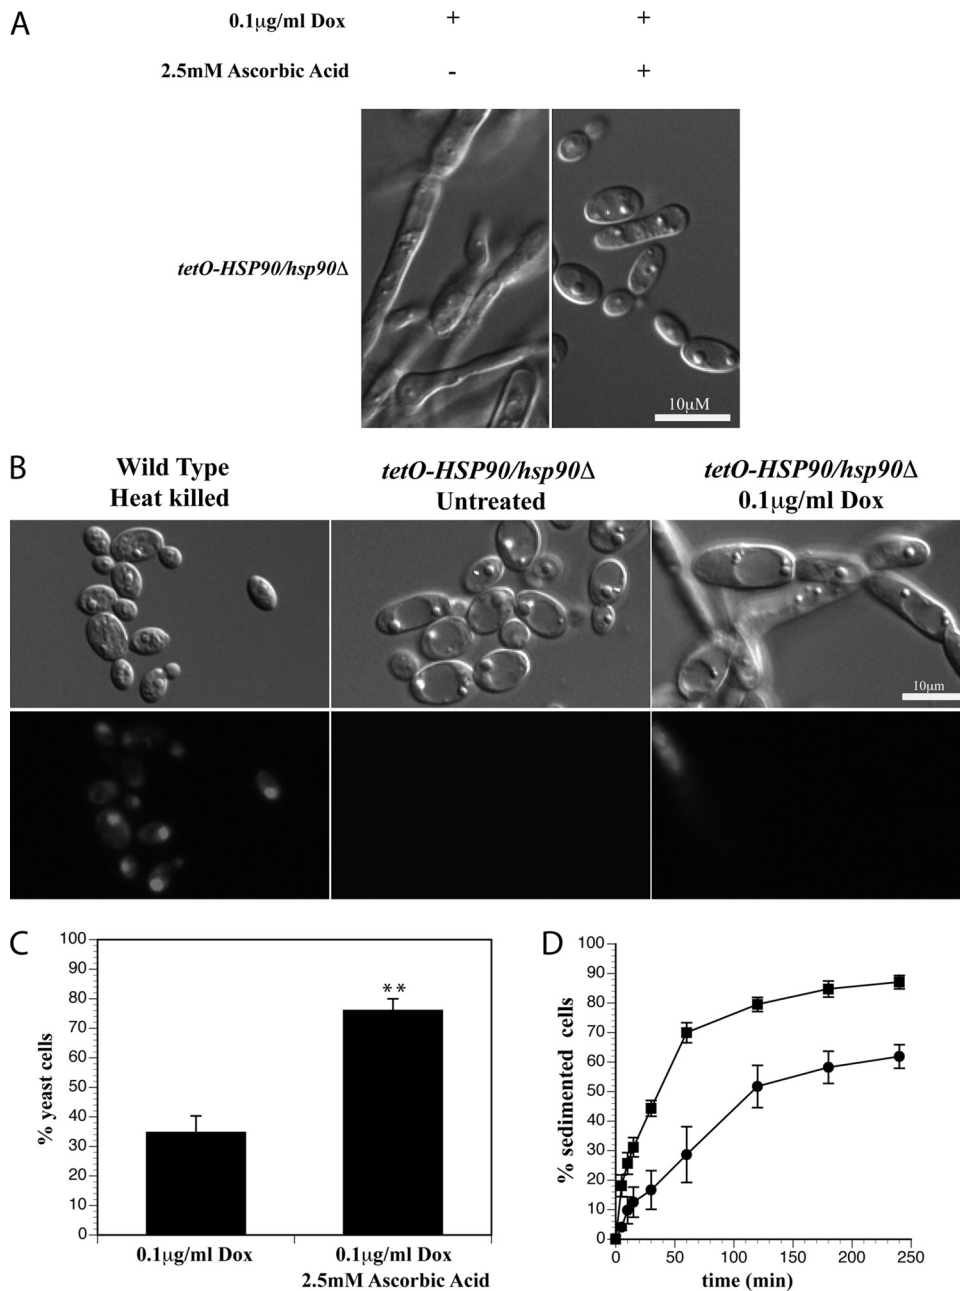 A
0.1μg/ml Dox + +
2.5mM Ascorbic Acid - +
tetO-HSP90/hsp90Δ
10μM
B
Wild Type
Heat killed
tetO-HSP90/hsp90Δ
Untreated
tetO-HSP90/hsp90Δ
0.1μg/ml Dox
10μm
C
% yeast cells
100
90
80
70
60
50
40
30
20
10
0
**
0.1μg/ml Dox
0.1μg/ml Dox
2.5mM Ascorbic Acid
D
% sedimented cells
100
90
80
70
60
50
40
30
20
10
0
0 50 100 150 200 250
time (min)